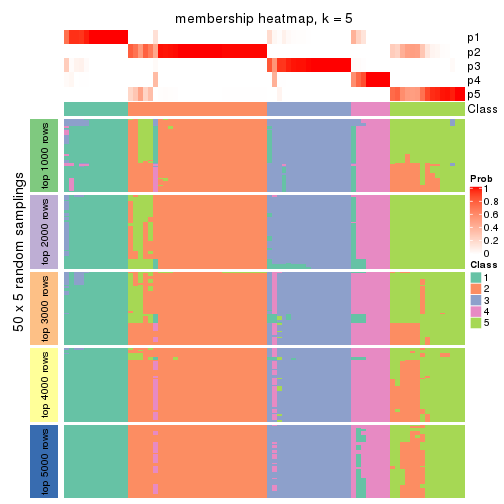 membership heatmap, k = 5
p1
p2
p3
p4
p5
Class
50 x 5 random samplings
top 1000 rows
top 2000 rows
top 3000 rows
top 4000 rows
top 5000 rows
Prob
1
0.8
0.6
0.4
0.2
0
Class
1
2
3
4
5